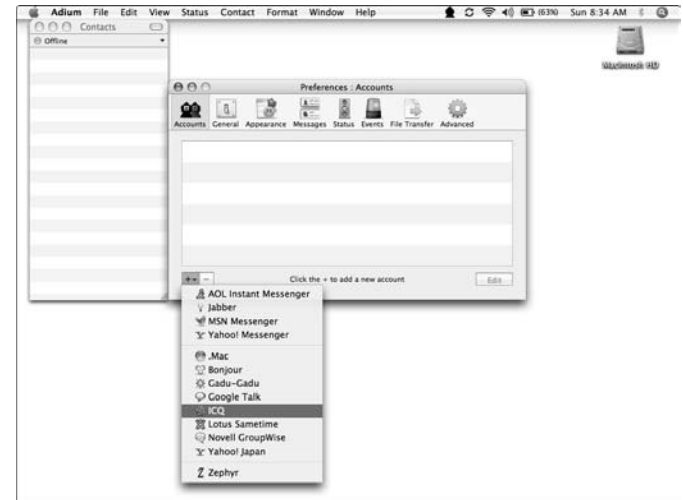 Adium File Edit View Status Contact Format Window Help (63%) Sun 8:34 AM
Contacts
Offline
Macintosh HD
Preferences : Accounts
Accounts General Appearance Messages Status Events File Transfer Advanced
Click the + to add a new account Edit
AOL Instant Messenger
Jabber
MSN Messenger
Yahoo! Messenger
.Mac
Bonjour
Gadu-Gadu
Google Talk
ICQ
Lotus Sametime
Novell GroupWise
Yahoo! Japan
Zephyr